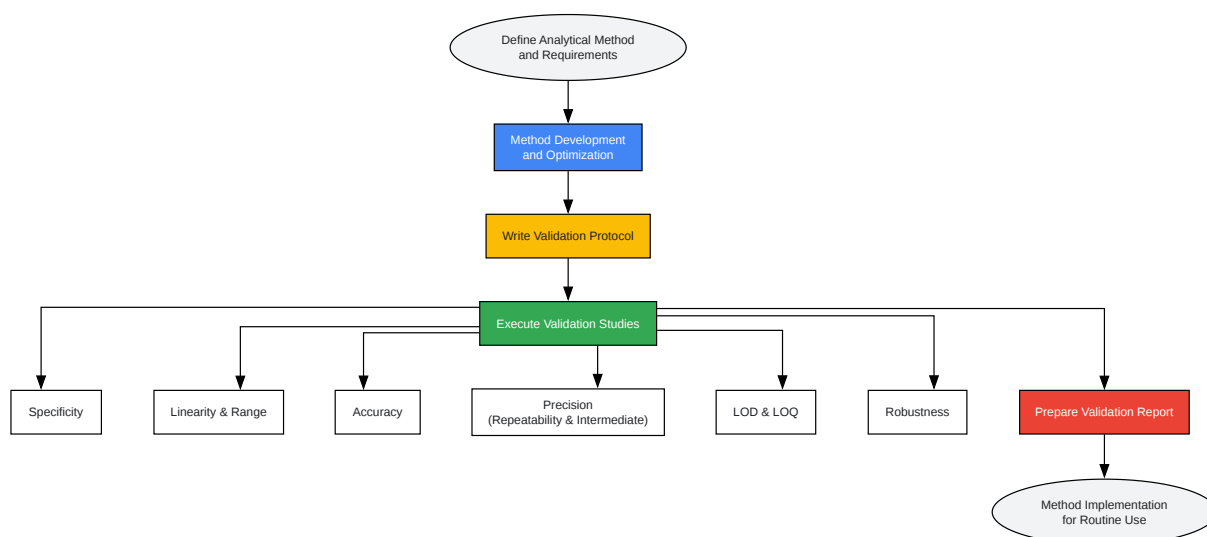 Define Analytical Method
and Requirements
Method Development
and Optimization
Write Validation Protocol
Execute Validation Studies
Specificity
Linearity & Range
Accuracy
Precision
(Repeatability & Intermediate)
LOD & LOQ
Robustness
Prepare Validation Report
Method Implementation
for Routine Use